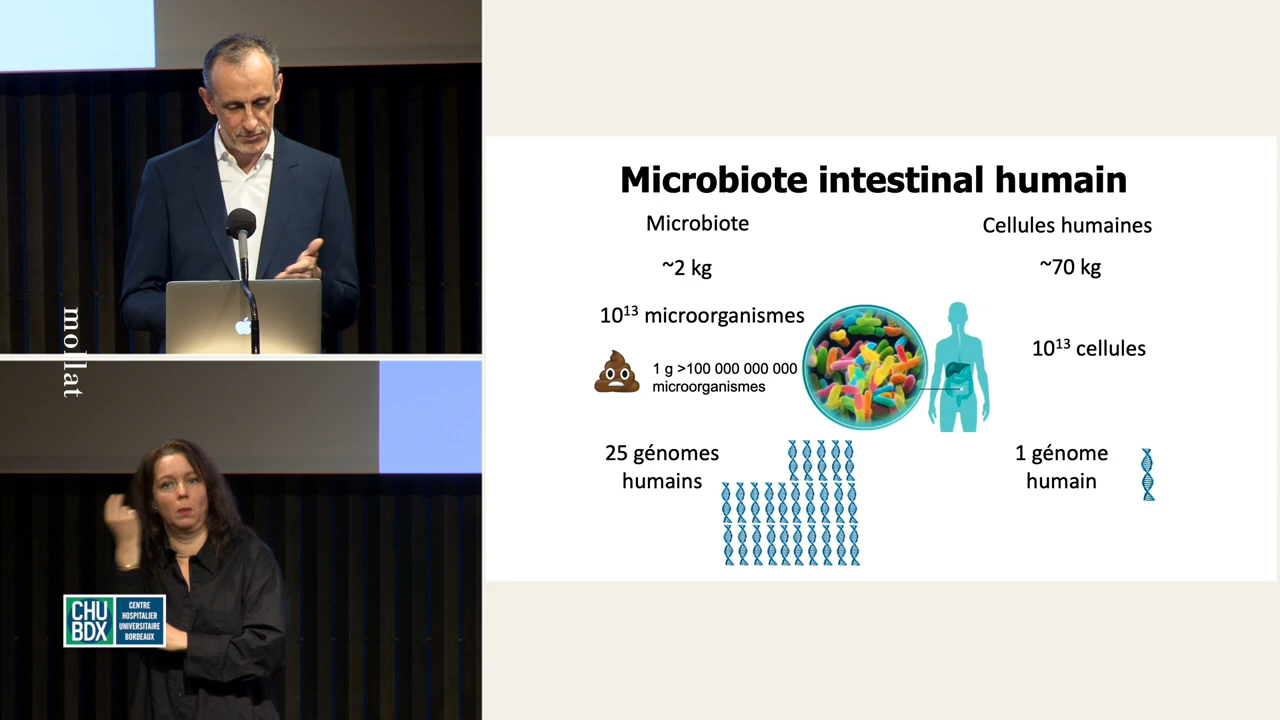 mollat
CHU
BDX
CENTRE
HOSPITALIER
UNIVERSITAIRE
BORDEAUX
Microbiote intestinal humain
Microbiote
~2 kg
10¹³ microorganismes
1 g >100 000 000 000
microorganismes
25 génomes
humains
Cellules humaines
~70 kg
10¹³ cellules
1 génome
humain